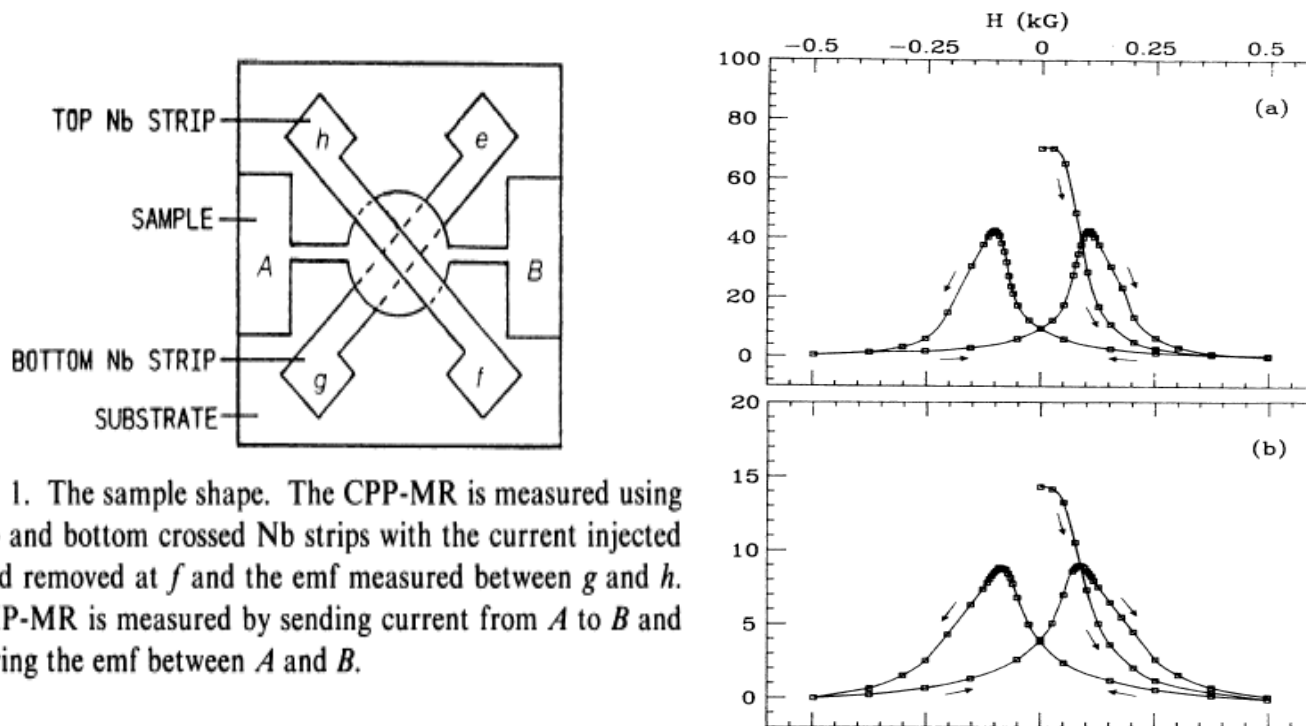 TOP Nb STRIP
h
e
SAMPLE
A
B
BOTTOM Nb STRIP
g
f
SUBSTRATE
1. The sample shape. The CPP-MR is measured using
and bottom crossed Nb strips with the current injected
d removed at f and the emf measured between g and h.
P-MR is measured by sending current from A to B and
ring the emf between A and B.
H (kG)
-0.5 -0.25 0 0.25 0.5
100
(a)
80
60
40
20
0
20
(b)
15
10
5
0